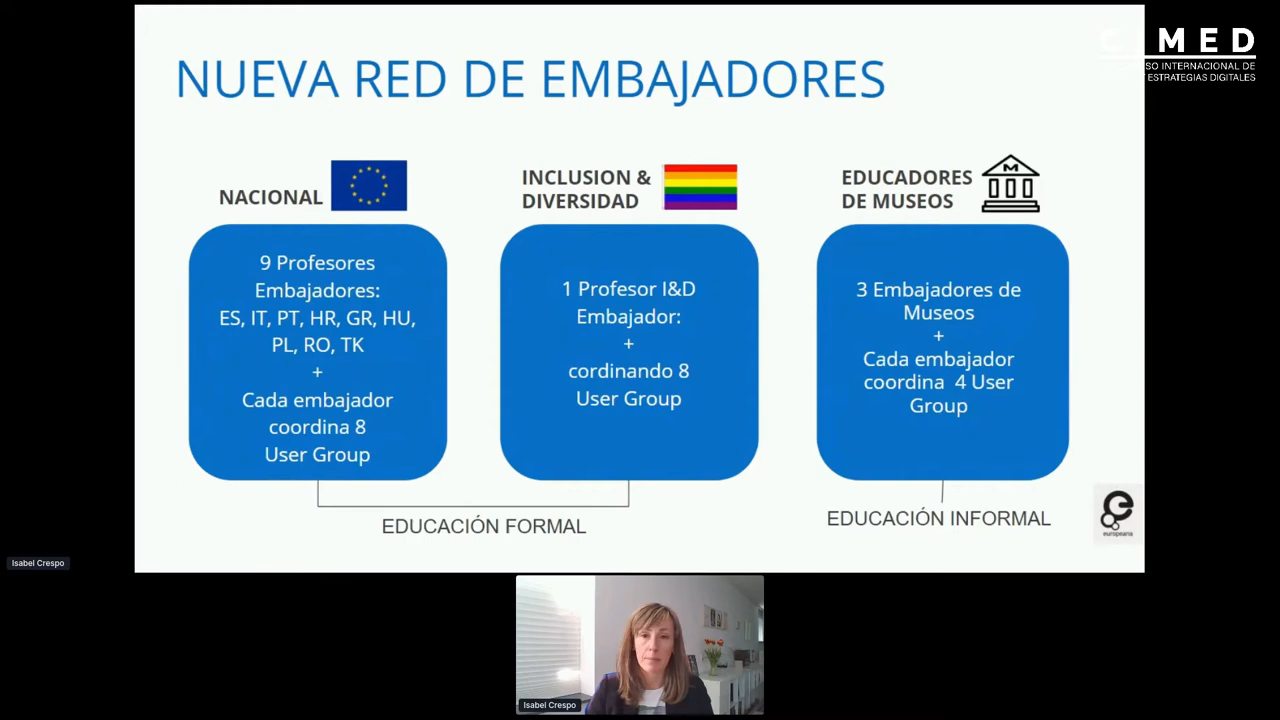 NUEVA RED DE EMBAJADORES
MED
SO INTERNACIONAL DE
ESTRATEGIAS DIGITALES
NACIONAL
INCLUSION &
DIVERSIDAD
EDUCADORES
DE MUSEOS
M
9 Profesores
Embajadores:
ES, IT, PT, HR, GR, HU,
PL, RO, TK
+
Cada embajador
coordina 8
User Group
1 Profesor I&D
Embajador:
+
cordinando 8
User Group
3 Embajadores de
Museos
+
Cada embajador
coordina 4 User
Group
EDUCACIÓN FORMAL
EDUCACIÓN INFORMAL
europeana
Isabel Crespo
Isabel Crespo